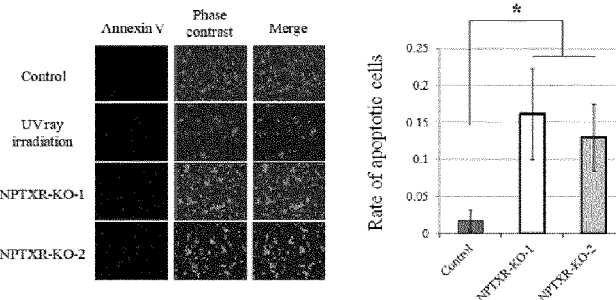 Annexin V
Phase
contrast
Merge
Control
UV ray
irradiation
NPTXR-KO-1
NPTXR-KO-2
*
Rate of apoptotic cells
0.25
0.2
0.15
0.1
0.05
0
Control
NPTXR-KO-1
NPTXR-KO-2